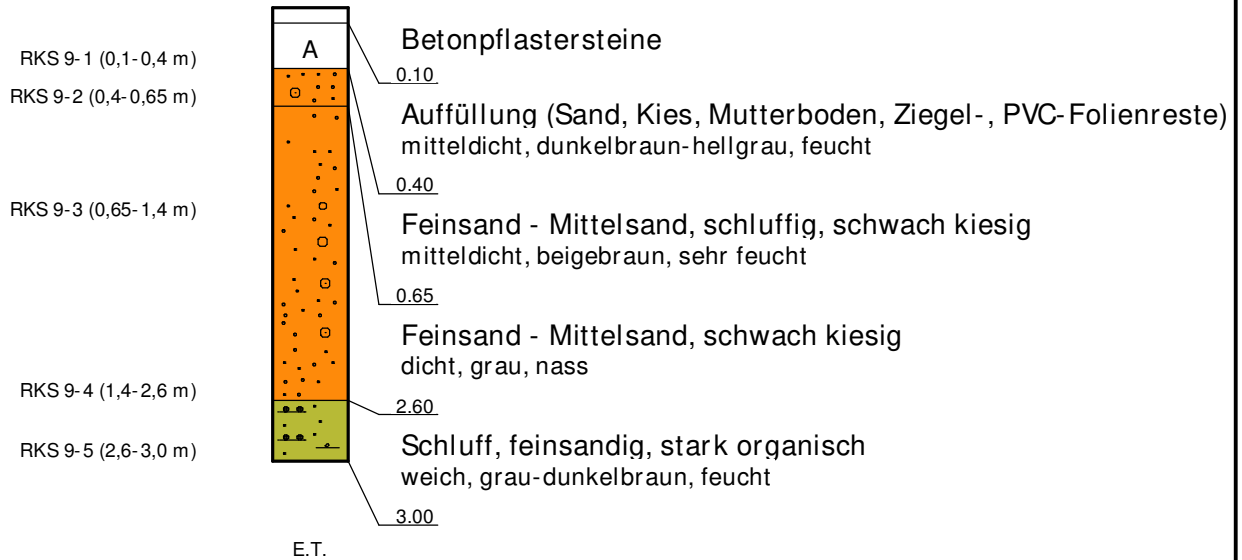 Betonpflastersteine
RKS 9-1 (0,1-0,4 m)
A
0.10
RKS 9-2 (0,4-0,65 m)
Auffüllung (Sand, Kies, Mutterboden, Ziegel-, PVC-Folienreste)
mitteldicht, dunkelbraun-hellgrau, feucht
0.40
RKS 9-3 (0,65-1,4 m)
Feinsand - Mittelsand, schluffig, schwach kiesig
mitteldicht, beigebraun, sehr feucht
0.65
Feinsand - Mittelsand, schwach kiesig
dicht, grau, nass
RKS 9-4 (1,4-2,6 m)
2.60
RKS 9-5 (2,6-3,0 m)
Schluff, feinsandig, stark organisch
weich, grau-dunkelbraun, feucht
3.00
E.T.